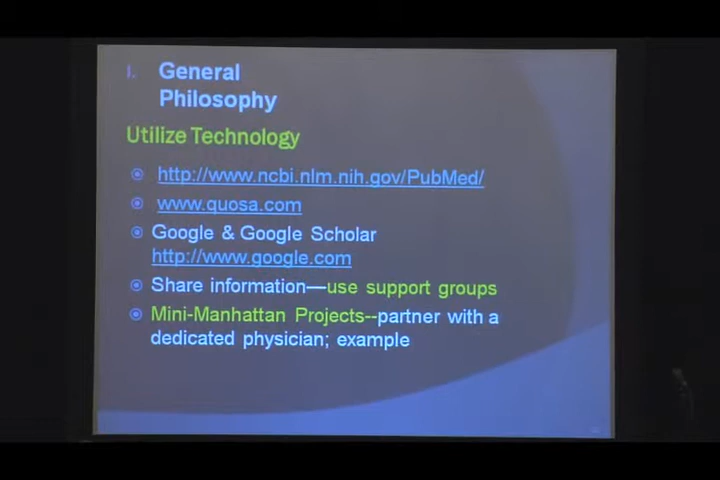 I. General
Philosophy
Utilize Technology
http://www.ncbi.nlm.nih.gov/PubMed/
www.quosa.com
Google & Google Scholar
http://www.google.com
Share information—use support groups
Mini-Manhattan Projects--partner with a
dedicated physician; example